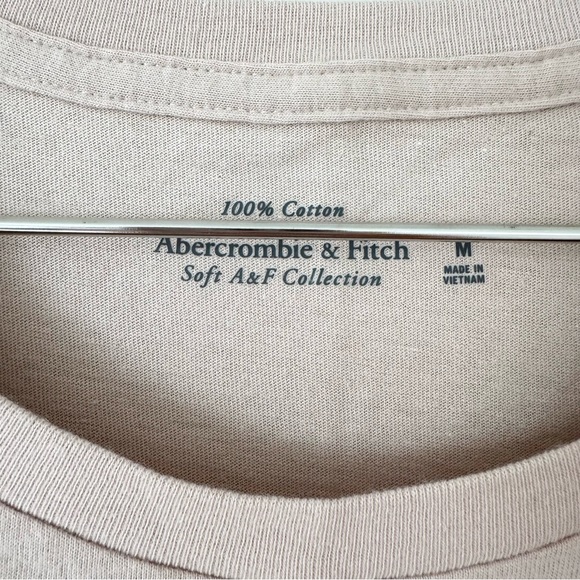 100% Cotton
Abercrombie & Fitch M
Soft A&F Collection
MADE IN
VIETNAM